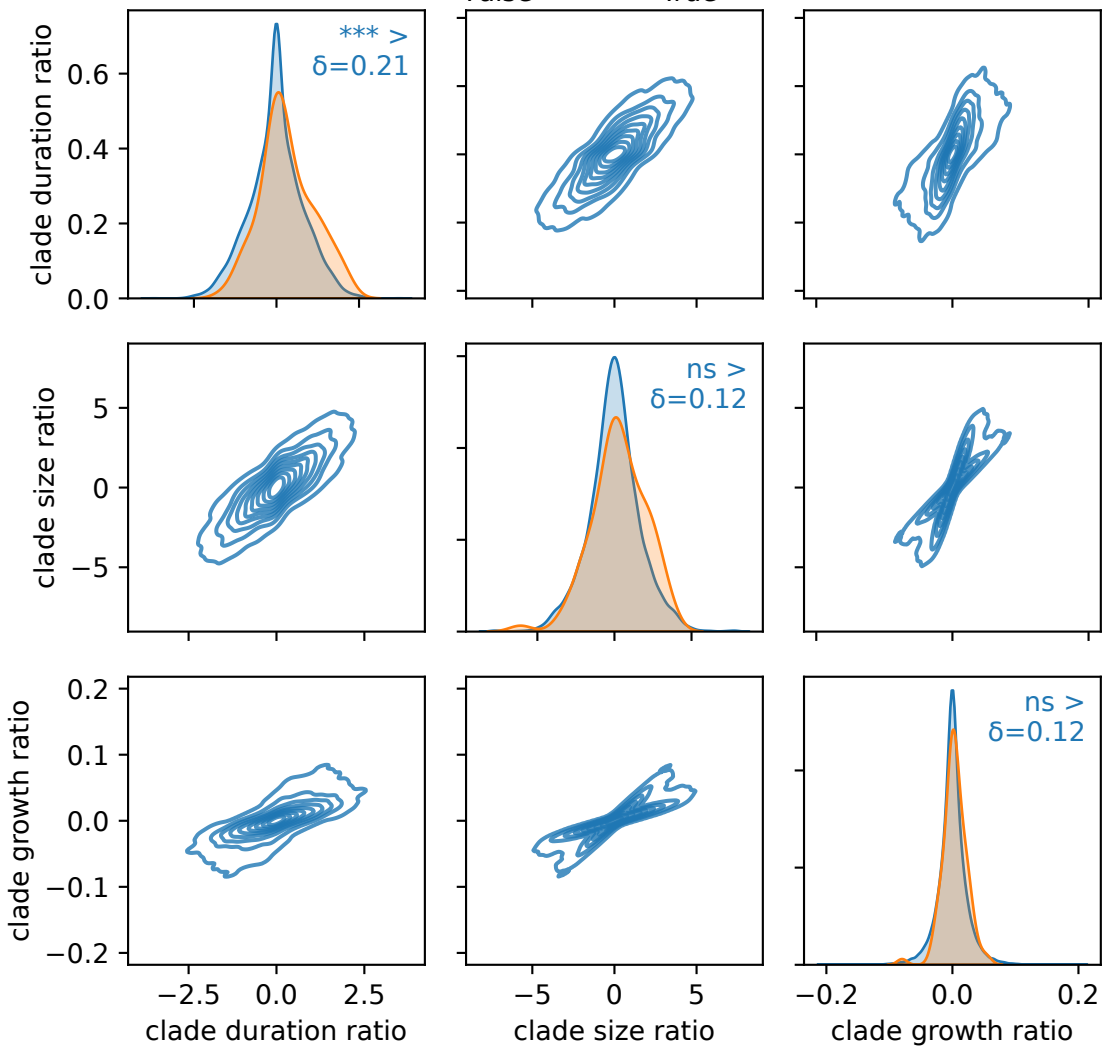 *** >
δ=0.21
clade duration ratio
0.6
0.4
0.2
0.0
ns >
δ=0.12
clade size ratio
5
0
−5
ns >
δ=0.12
clade growth ratio
0.2
0.1
0.0
−0.1
−0.2
−2.5 0.0 2.5 −5 0 5 −0.2 0.0 0.2
clade duration ratio clade size ratio clade growth ratio